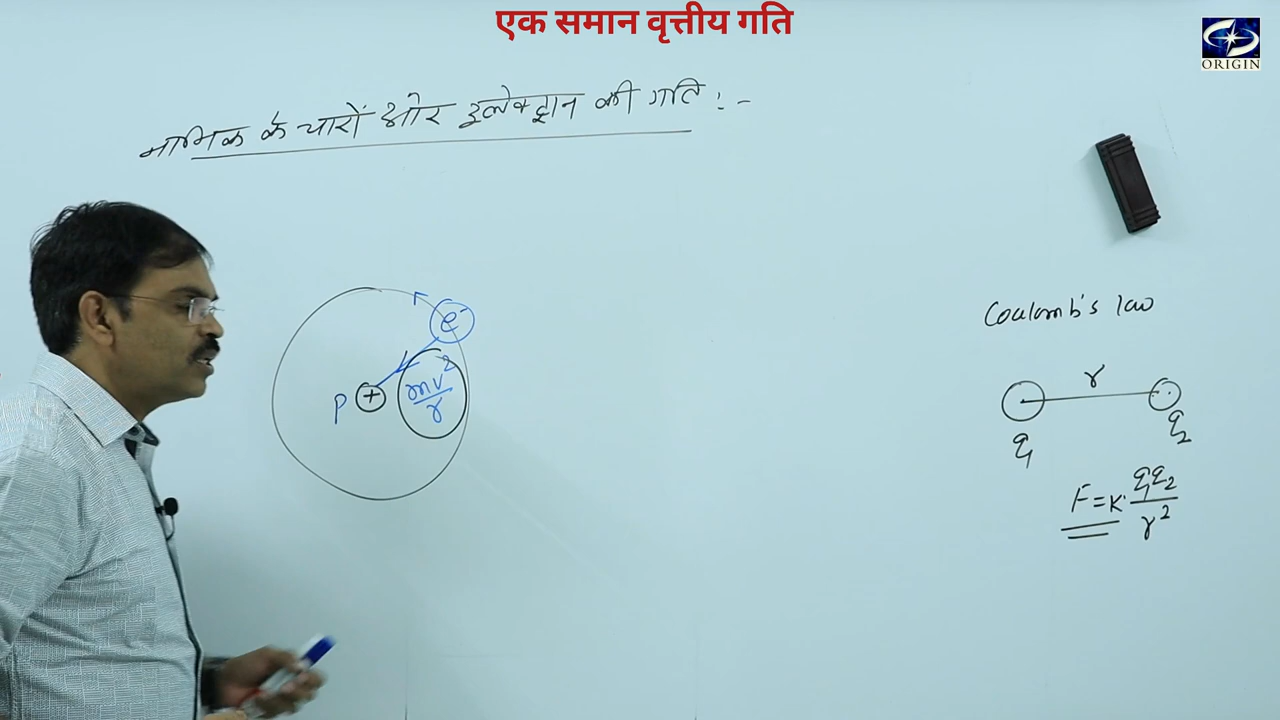 एक समान वृत्तीय गति
ORIGIN
नाभिक के चारों ओर इलेक्ट्रान की गति :-
e-
P +
mv²/r
Coulomb's law
r
q₁ q₂
F = K · q₁q₂/r²